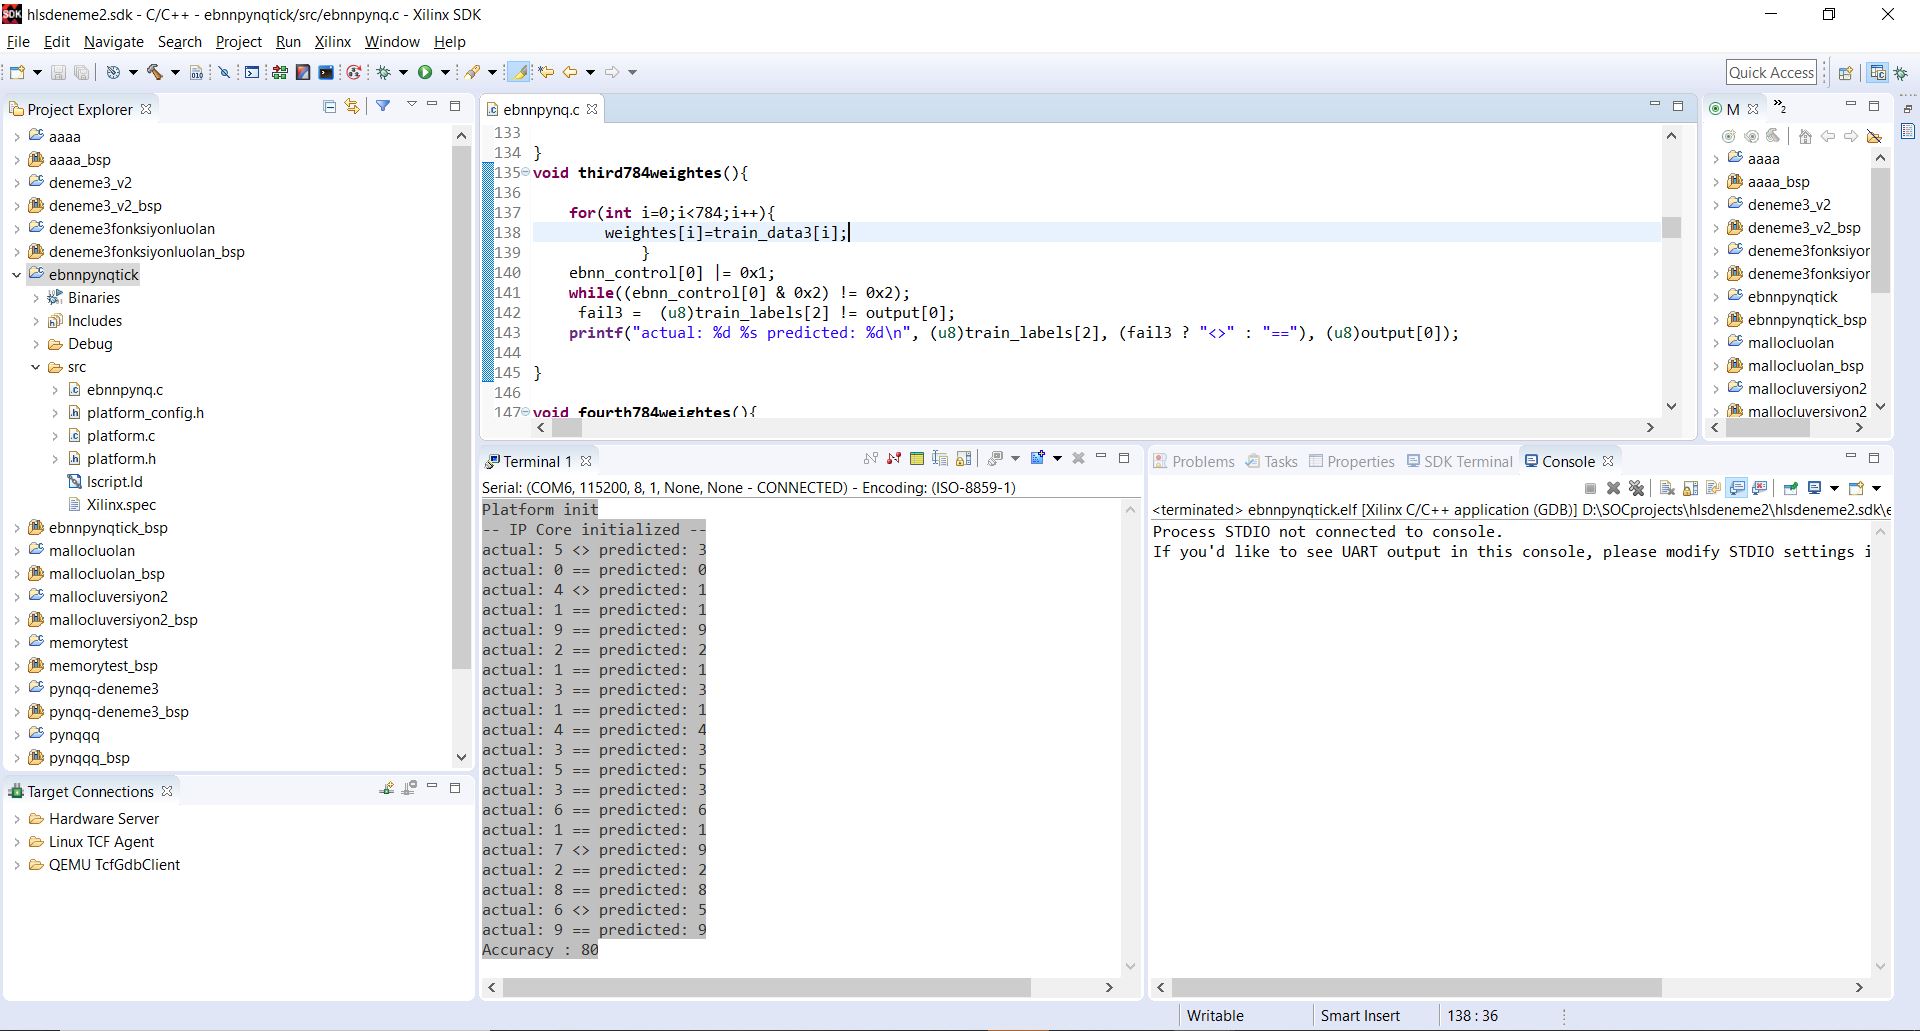 hlsdeneme2.sdk - C/C++ - ebnnpynqtick/src/ebnnpynq.c - Xilinx SDK
File Edit Navigate Search Project Run Xilinx Window Help
Quick Access
Project Explorer
aaaa
aaaa_bsp
deneme3_v2
deneme3_v2_bsp
deneme3fonksiyonluolan
deneme3fonksiyonluolan_bsp
ebnnpynqtick
Binaries
Includes
Debug
src
ebnnpynq.c
platform_config.h
platform.c
platform.h
lscript.ld
Xilinx.spec
ebnnpynqtick_bsp
mallocluolan
mallocluolan_bsp
mallocluversiyon2
mallocluversiyon2_bsp
memorytest
memorytest_bsp
pynqq-deneme3
pynqq-deneme3_bsp
pynqqq
pynqqq_bsp
Target Connections
Hardware Server
Linux TCF Agent
QEMU TcfGdbClient
ebnnpynq.c
133
134 }
135 void third784weightes(){
136
137 for(int i=0;i<784;i++){
138 weightes[i]=train_data3[i];
139 }
140 ebnn_control[0] |= 0x1;
141 while((ebnn_control[0] & 0x2) != 0x2);
142 fail3 = (u8)train_labels[2] != output[0];
143 printf("actual: %d %s predicted: %d\n", (u8)train_labels[2], (fail3 ? "<>" : "=="), (u8)output[0]);
144
145 }
146
147 void fourth784weightes(){
M
2
aaaa
aaaa_bsp
deneme3_v2
deneme3_v2_bsp
deneme3fonksiyor
deneme3fonksiyor
ebnnpynqtick
ebnnpynqtick_bsp
mallocluolan
mallocluolan_bsp
mallocluversiyon2
mallocluversiyon2
Terminal 1
Serial: (COM6, 115200, 8, 1, None, None - CONNECTED) - Encoding: (ISO-8859-1)
Platform init
-- IP Core initialized --
actual: 5 <> predicted: 3
actual: 0 == predicted: 0
actual: 4 <> predicted: 1
actual: 1 == predicted: 1
actual: 9 == predicted: 9
actual: 2 == predicted: 2
actual: 1 == predicted: 1
actual: 3 == predicted: 3
actual: 1 == predicted: 1
actual: 4 == predicted: 4
actual: 3 == predicted: 3
actual: 5 == predicted: 5
actual: 3 == predicted: 3
actual: 6 == predicted: 6
actual: 1 == predicted: 1
actual: 7 <> predicted: 9
actual: 2 == predicted: 2
actual: 8 == predicted: 8
actual: 6 <> predicted: 5
actual: 9 == predicted: 9
Accuracy : 80
Problems Tasks Properties SDK Terminal Console
<terminated> ebnnpynqtick.elf [Xilinx C/C++ application (GDB)] D:\SOCprojects\hlsdeneme2\hlsdeneme2.sdk\e
Process STDIO not connected to console.
If you'd like to see UART output in this console, please modify STDIO settings i
Writable Smart Insert 138 : 36